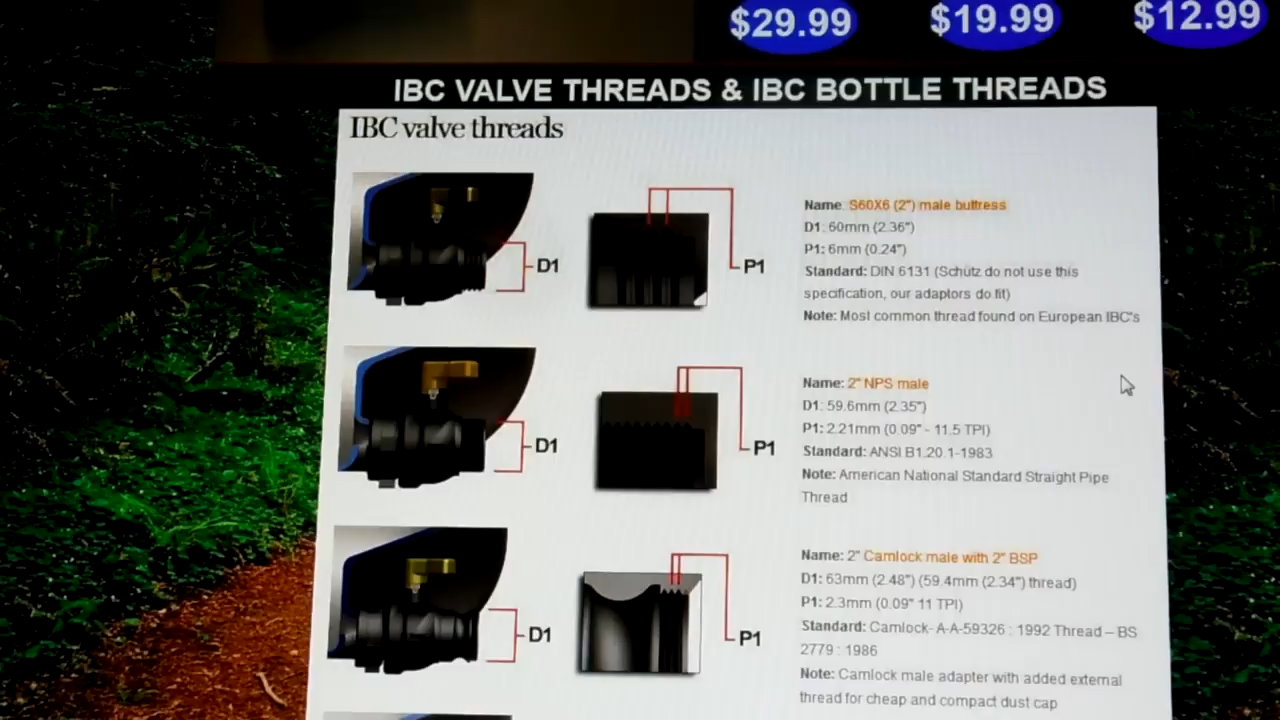 $29.99 $19.99 $12.99
IBC VALVE THREADS & IBC BOTTLE THREADS
IBC valve threads
D1
P1
Name: S60X6 (2") male buttress
D1: 60mm (2.36")
P1: 6mm (0.24")
Standard: DIN 6131 (Schütz do not use this
specification, our adaptors do fit)
Note: Most common thread found on European IBC's
D1
P1
Name: 2" NPS male
D1: 59.6mm (2.35")
P1: 2.21mm (0.09" - 11.5 TPI)
Standard: ANSI B1.20.1-1983
Note: American National Standard Straight Pipe
Thread
D1
P1
Name: 2" Camlock male with 2" BSP
D1: 63mm (2.48") (59.4mm (2.34") thread)
P1: 2.3mm (0.09" 11 TPI)
Standard: Camlock- A-A-59326 : 1992 Thread – BS
2779 : 1986
Note: Camlock male adapter with added external
thread for cheap and compact dust cap